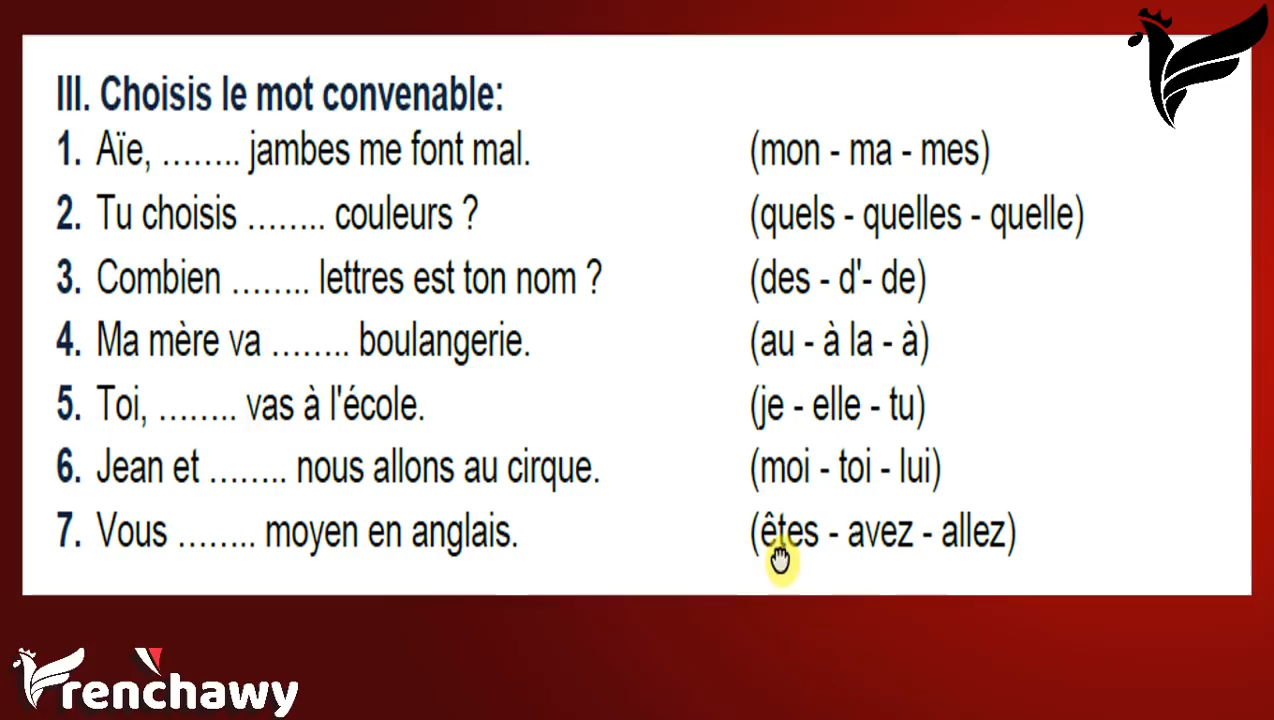 III. Choisis le mot convenable:
1. Aïe, …….. jambes me font mal. (mon - ma - mes)
2. Tu choisis …….. couleurs ? (quels - quelles - quelle)
3. Combien …….. lettres est ton nom ? (des - d'- de)
4. Ma mère va …….. boulangerie. (au - à la - à)
5. Toi, …….. vas à l'école. (je - elle - tu)
6. Jean et …….. nous allons au cirque. (moi - toi - lui)
7. Vous …….. moyen en anglais. (êtes - avez - allez)
Frenchawy